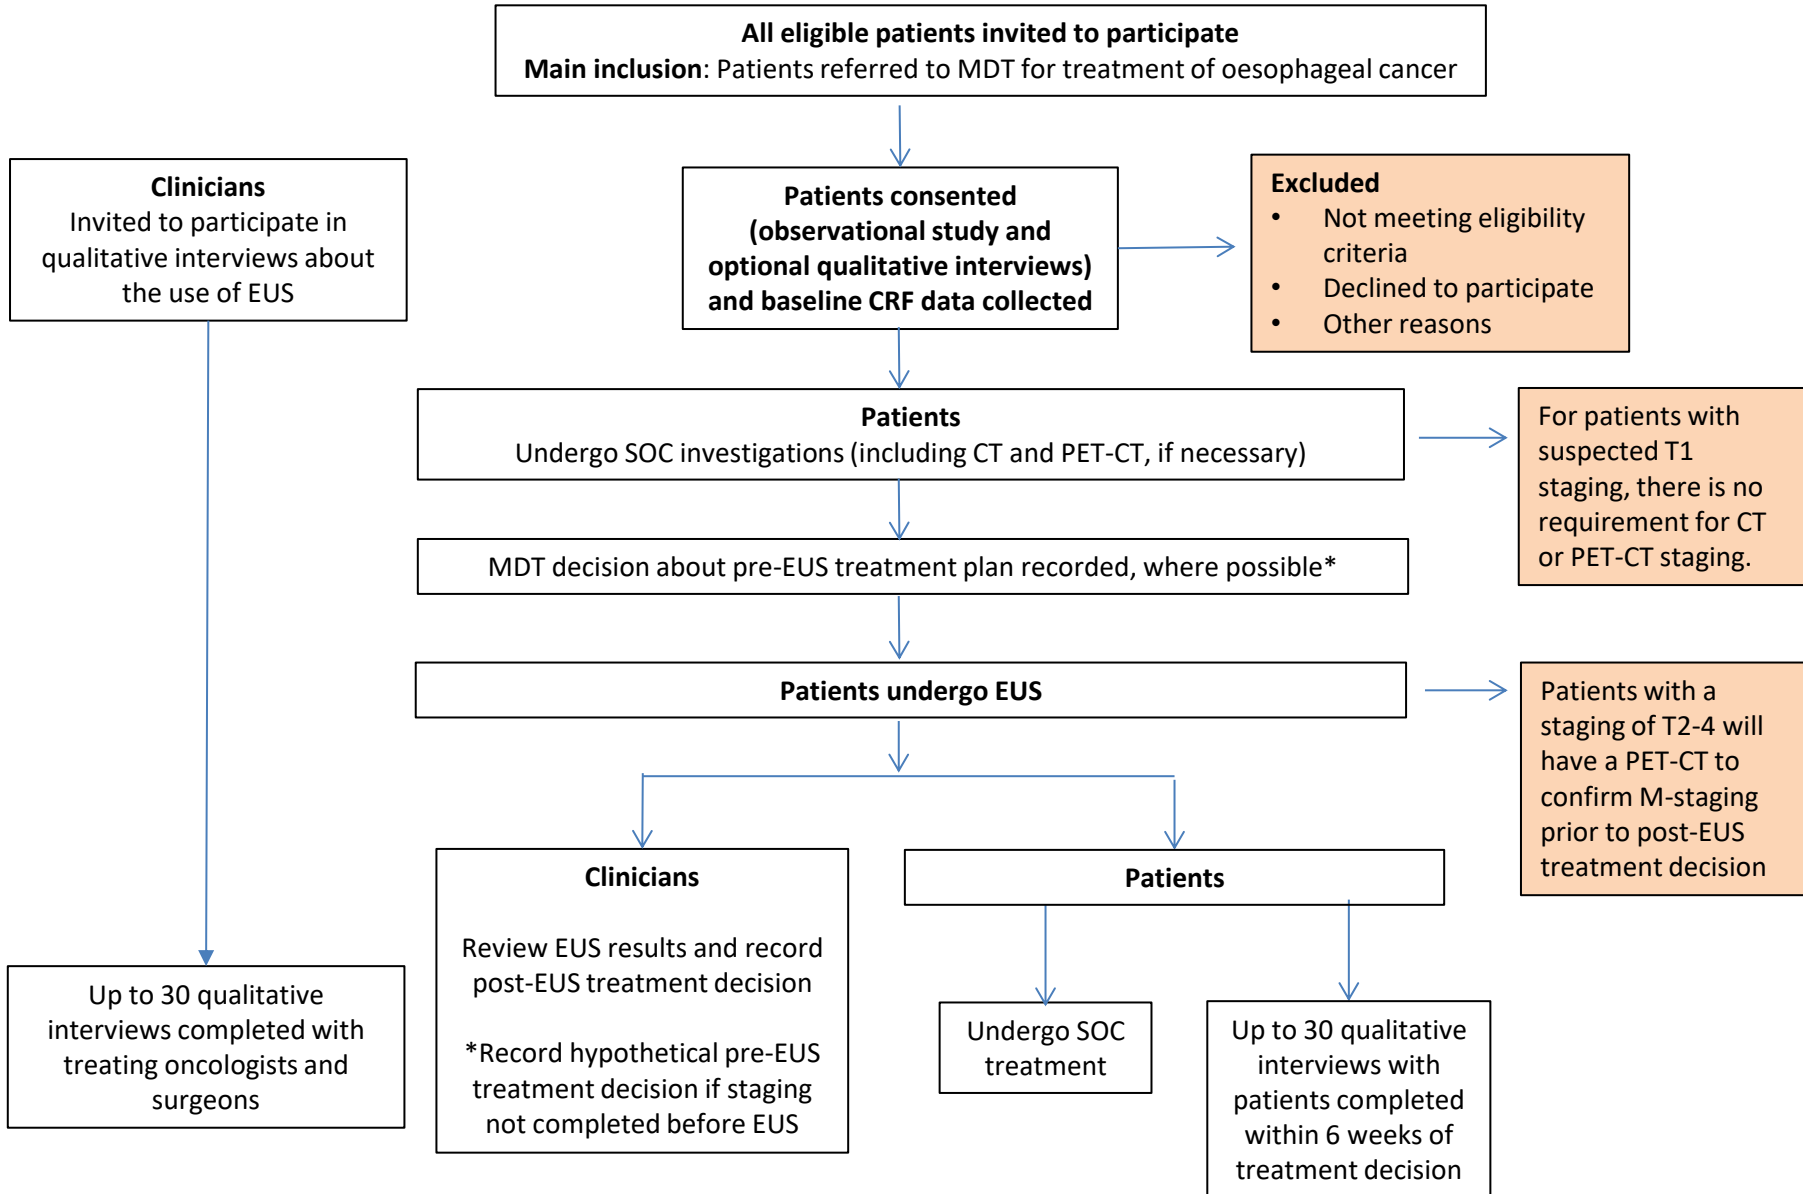 All eligible patients invited to participate
Main inclusion: Patients referred to MDT for treatment of oesophageal cancer
Clinicians
Invited to participate in
qualitative interviews about
the use of EUS
Patients consented
(observational study and
optional qualitative interviews)
and baseline CRF data collected
Excluded
• Not meeting eligibility
criteria
• Declined to participate
• Other reasons
Patients
Undergo SOC investigations (including CT and PET-CT, if necessary)
For patients with
suspected T1
staging, there is no
requirement for CT
or PET-CT staging.
MDT decision about pre-EUS treatment plan recorded, where possible*
Patients undergo EUS
Patients with a
staging of T2-4 will
have a PET-CT to
confirm M-staging
prior to post-EUS
treatment decision
Clinicians
Review EUS results and record
post-EUS treatment decision
*Record hypothetical pre-EUS
treatment decision if staging
not completed before EUS
Patients
Up to 30 qualitative
interviews completed with
treating oncologists and
surgeons
Undergo SOC
treatment
Up to 30 qualitative
interviews with
patients completed
within 6 weeks of
treatment decision